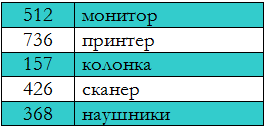 512 монитор
736 принтер
157 колонка
426 сканер
368 наушники